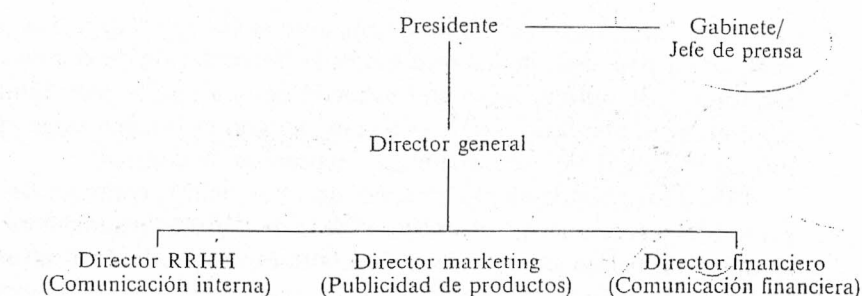 Presidente
Gabinete/
Jefe de prensa
Director general
Director RRHH
(Comunicación interna)
Director marketing
(Publicidad de productos)
Director financiero
(Comunicación financiera)